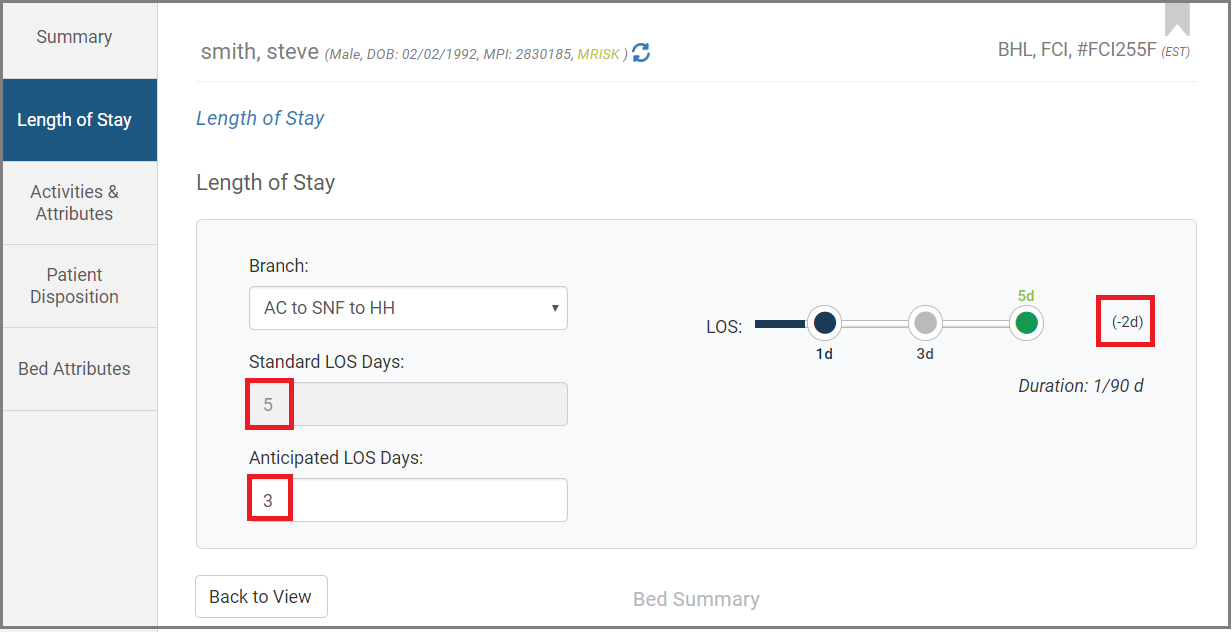 Summary
Length of Stay
Activities &
Attributes
Patient
Disposition
Bed Attributes
smith, steve (Male, DOB: 02/02/1992, MPI: 2830185, MRISK )
BHL, FCI, #FCI255F (EST)
Length of Stay
Length of Stay
Branch:
AC to SNF to HH
Standard LOS Days:
5
Anticipated LOS Days:
3
5d
LOS:
(-2d)
1d 3d
Duration: 1/90 d
Back to View
Bed Summary